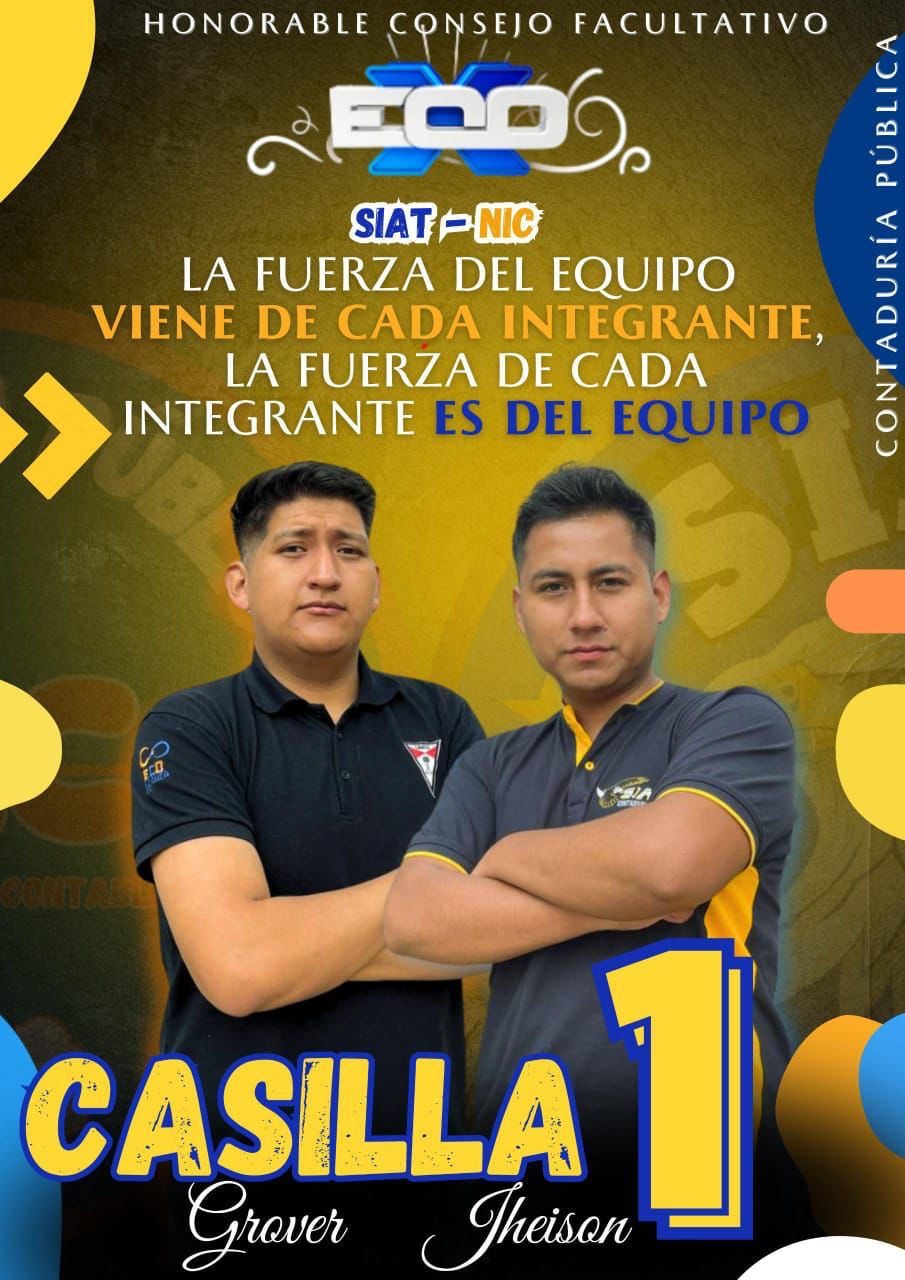 HONORABLE CONSEJO FACULTATIVO
X
ECO
CONTADURÍA PÚBLICA
SIAT - NIC
LA FUERZA DEL EQUIPO
VIENE DE CADA INTEGRANTE,
LA FUERZA DE CADA
INTEGRANTE ES DEL EQUIPO
ECO
CASILLA 1
Grover Jheison